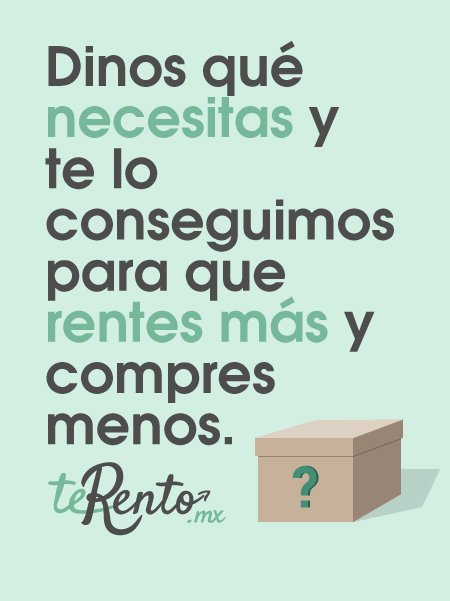 Dinos qué
necesitas y
te lo
conseguimos
para que
rentes más y
compres
menos.
teRento.mx
?